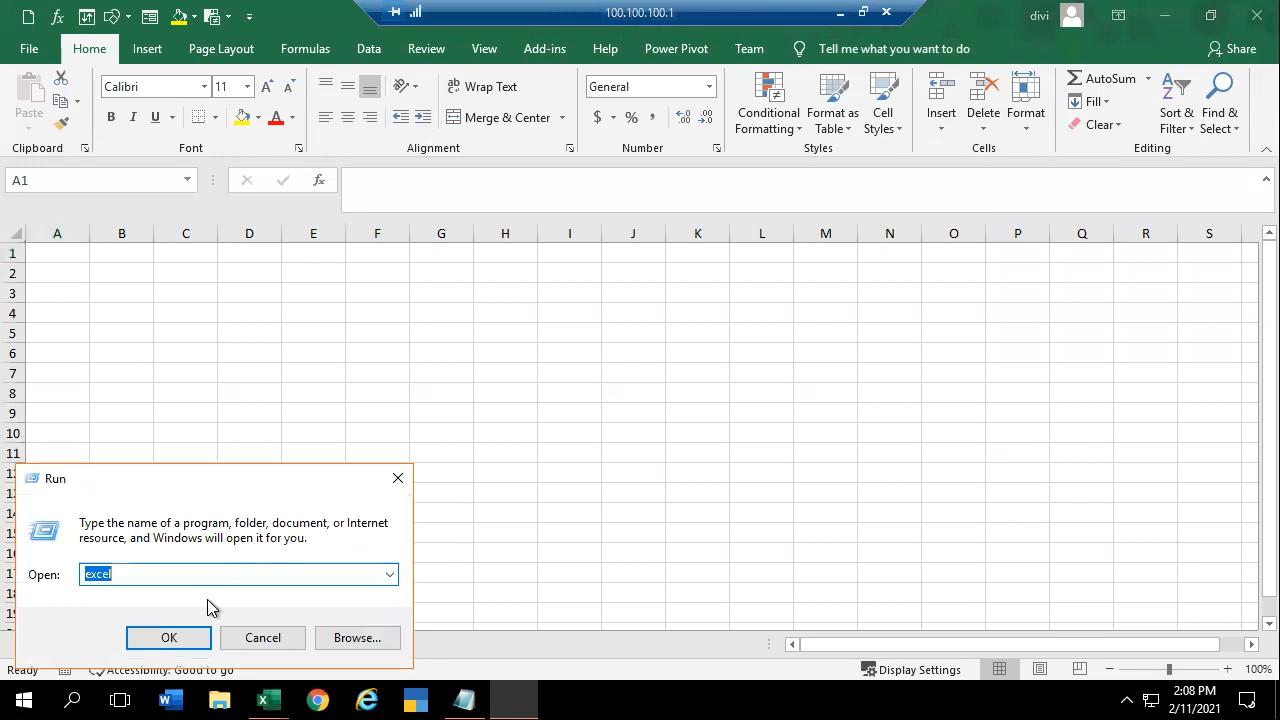 100.100.100.1
divi
File Home Insert Page Layout Formulas Data Review View Add-ins Help Power Pivot Team Tell me what you want to do Share
Paste
Calibri 11
B I U
Wrap Text
Merge & Center
General
$ % ,
Conditional Formatting
Format as Table
Cell Styles
Insert
Delete
Format
AutoSum
Fill
Clear
Sort & Filter
Find & Select
Clipboard Font Alignment Number Styles Cells Editing
A1 fx
A B C D E F G H I J K L M N O P Q R S
1
2
3
4
5
6
7
8
9
10
11
Run
Type the name of a program, folder, document, or Internet
resource, and Windows will open it for you.
Open: excel
OK Cancel Browse...
Ready Accessibility: Good to go Display Settings 100%
2:08 PM
2/11/2021